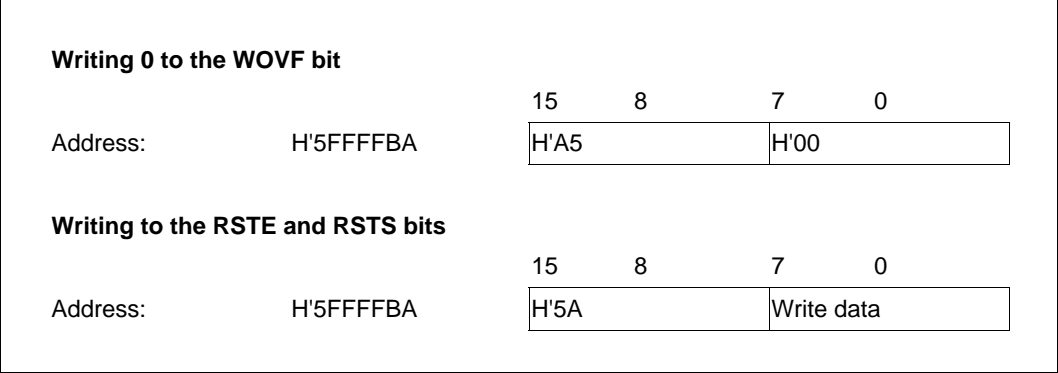 Writing 0 to the WOVF bit
15 8 7 0
Address: H'5FFFFBA H'A5 H'00
Writing to the RSTE and RSTS bits
15 8 7 0
Address: H'5FFFFBA H'5A Write data